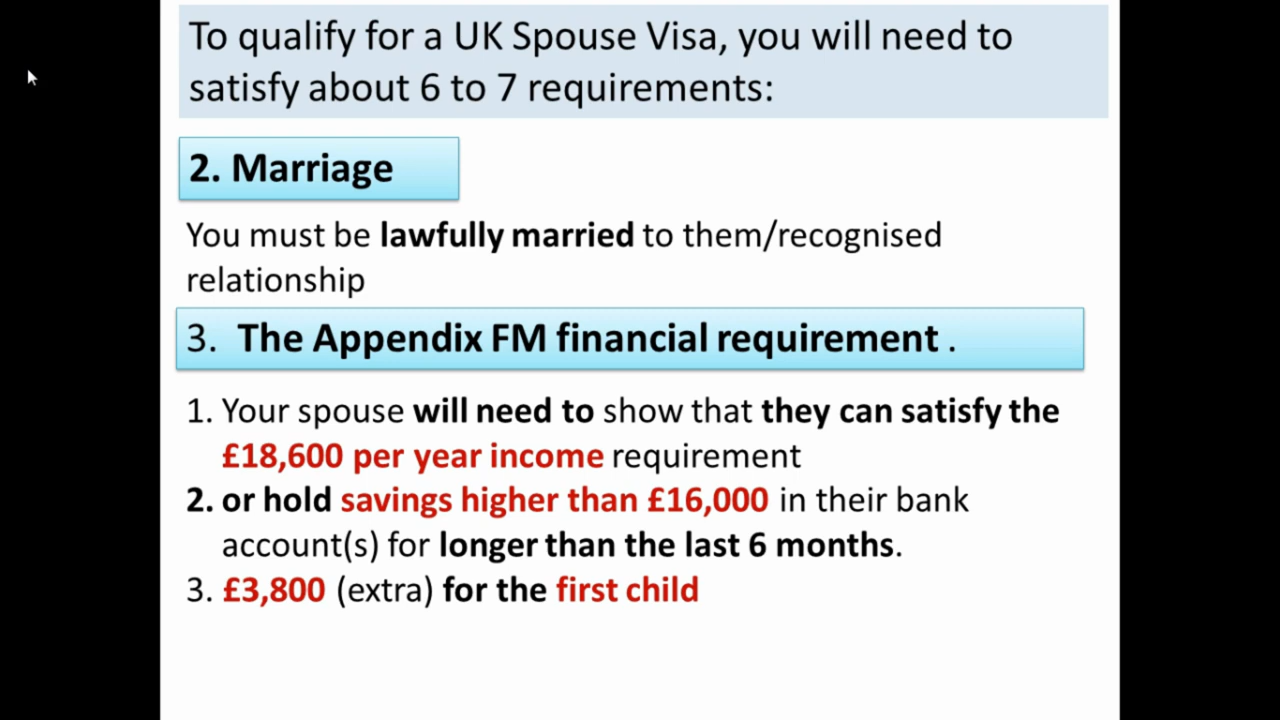 To qualify for a UK Spouse Visa, you will need to
satisfy about 6 to 7 requirements:
2. Marriage
You must be lawfully married to them/recognised
relationship
3. The Appendix FM financial requirement .
1. Your spouse will need to show that they can satisfy the
£18,600 per year income requirement
2. or hold savings higher than £16,000 in their bank
account(s) for longer than the last 6 months.
3. £3,800 (extra) for the first child